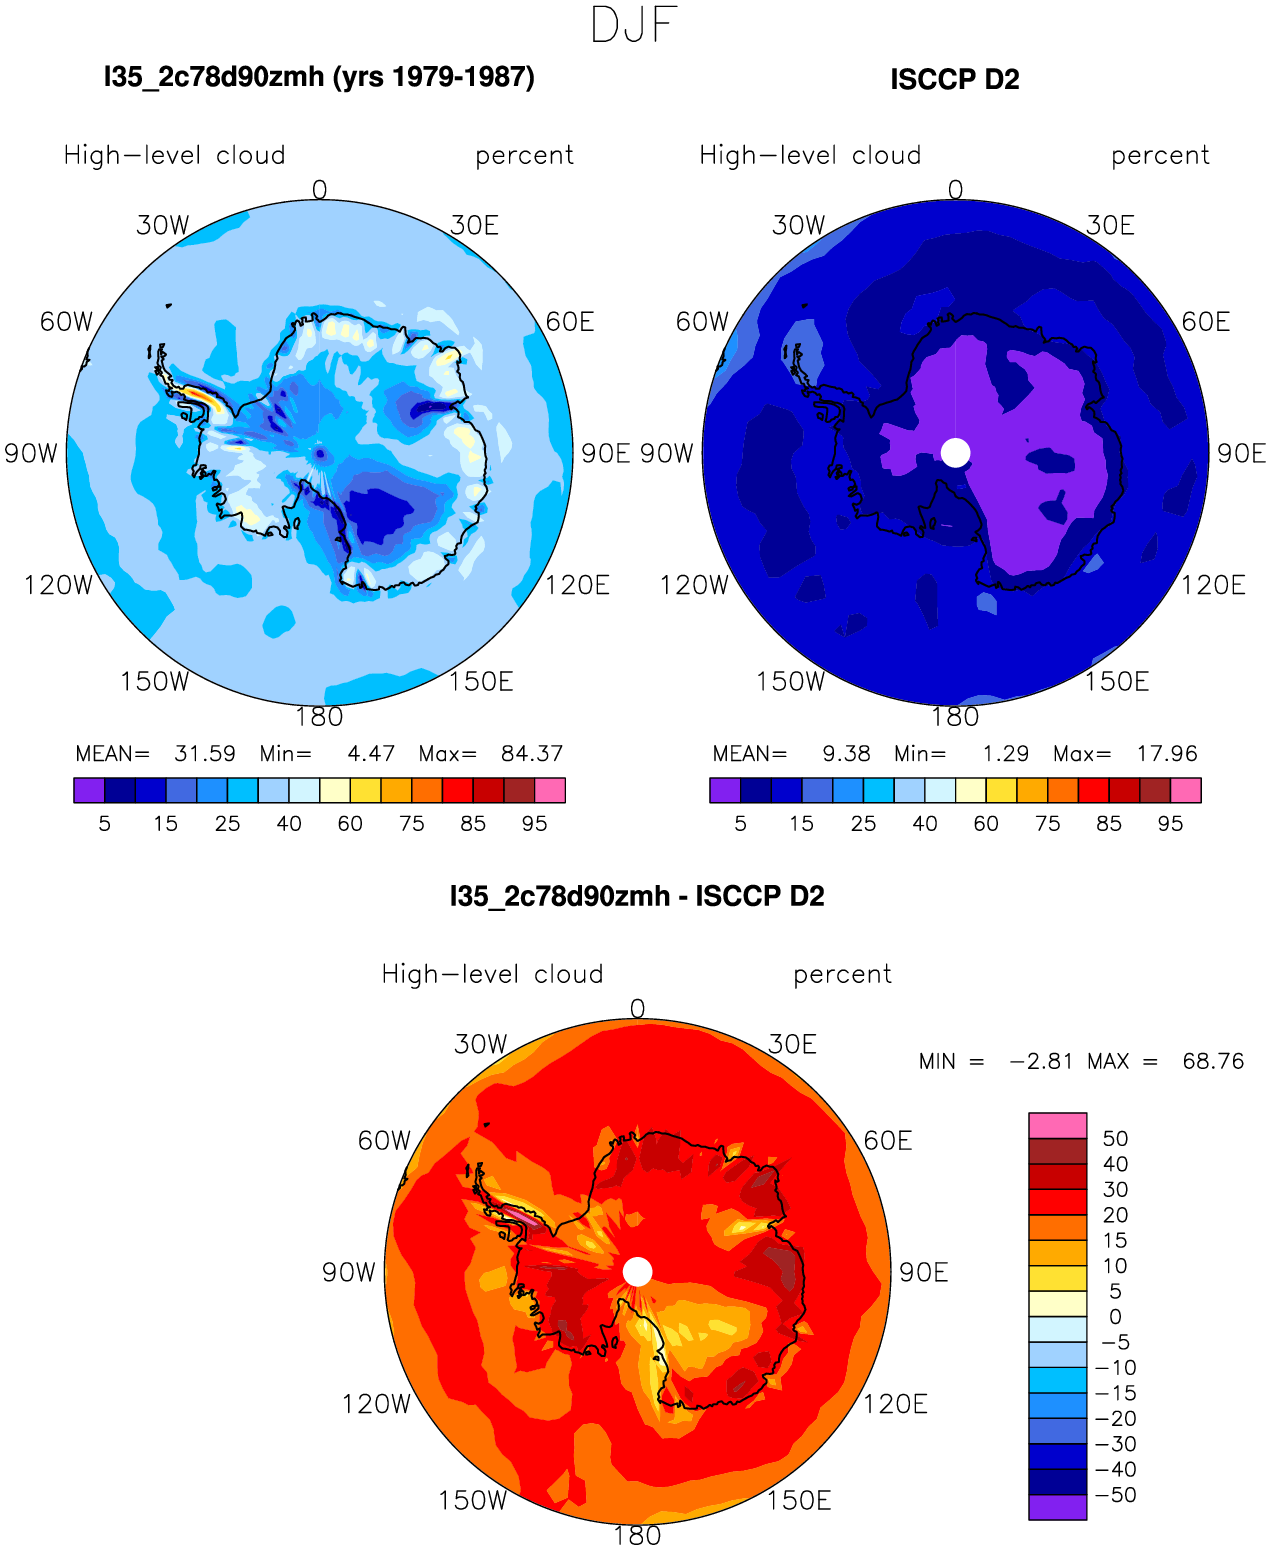 DJF
I35_2c78d90zmh (yrs 1979-1987)
High-level cloud percent
0
30W 30E
60W 60E
90W 90E
120W 120E
150W 150E
180
MEAN= 31.59 Min= 4.47 Max= 84.37
5 15 25 40 60 75 85 95
ISCCP D2
High-level cloud percent
0
30W 30E
60W 60E
90W 90E
120W 120E
150W 150E
180
MEAN= 9.38 Min= 1.29 Max= 17.96
5 15 25 40 60 75 85 95
I35_2c78d90zmh - ISCCP D2
High-level cloud percent
0
30W 30E
60W 60E
90W 90E
120W 120E
150W 150E
180
MIN = -2.81 MAX = 68.76
50
40
30
20
15
10
5
0
-5
-10
-15
-20
-30
-40
-50